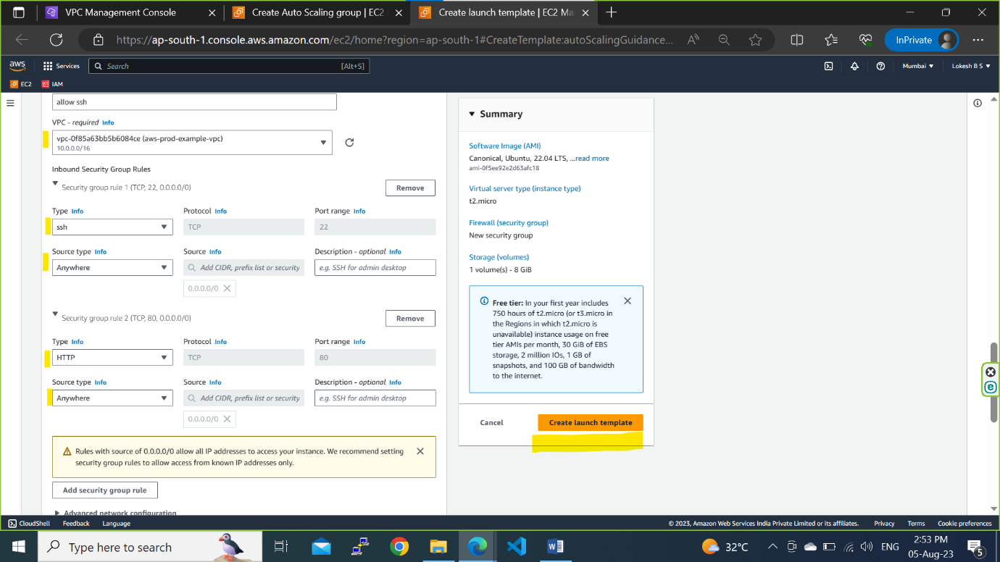 VPC Management Console
Create Auto Scaling group | EC2
Create launch template | EC2 Ma
https://ap-south-1.console.aws.amazon.com/ec2/home?region=ap-south-1#CreateTemplate:autoScalingGuidance...
InPrivate
aws
Services
Search
[Alt+S]
Mumbai
Lokesh B S
EC2
IAM
allow ssh
VPC - required Info
vpc-0f85a63bb5b6084ce (aws-prod-example-vpc)
10.0.0.0/16
Inbound Security Group Rules
Security group rule 1 (TCP, 22, 0.0.0.0/0)
Remove
Type Info
Protocol Info
Port range Info
ssh
TCP
22
Source type Info
Source Info
Description - optional Info
Anywhere
Add CIDR, prefix list or security
e.g. SSH for admin desktop
0.0.0.0/0
Security group rule 2 (TCP, 80, 0.0.0.0/0)
Remove
Type Info
Protocol Info
Port range Info
HTTP
TCP
80
Source type Info
Source Info
Description - optional Info
Anywhere
Add CIDR, prefix list or security
e.g. SSH for admin desktop
0.0.0.0/0
Rules with source of 0.0.0.0/0 allow all IP addresses to access your instance. We recommend setting
security group rules to allow access from known IP addresses only.
Add security group rule
Advanced network configuration
Summary
Software Image (AMI)
Canonical, Ubuntu, 22.04 LTS, ...read more
ami-0f5ee92e2d63afc18
Virtual server type (instance type)
t2.micro
Firewall (security group)
New security group
Storage (volumes)
1 volume(s) - 8 GiB
Free tier: In your first year includes
750 hours of t2.micro (or t3.micro in
the Regions in which t2.micro is
unavailable) instance usage on free
tier AMIs per month, 30 GiB of EBS
storage, 2 million IOs, 1 GB of
snapshots, and 100 GB of bandwidth
to the internet.
Cancel
Create launch template
CloudShell
Feedback
Language
© 2023, Amazon Web Services India Private Limited or its affiliates.
Privacy
Terms
Cookie preferences
Type here to search
32°C
ENG
2:53 PM
05-Aug-23
5